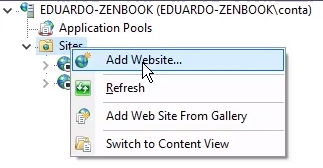 EDUARDO-ZENBOOK (EDUARDO-ZENBOOK\conta)
Application Pools
Sites
Add Website...
Refresh
Add Web Site From Gallery
Switch to Content View